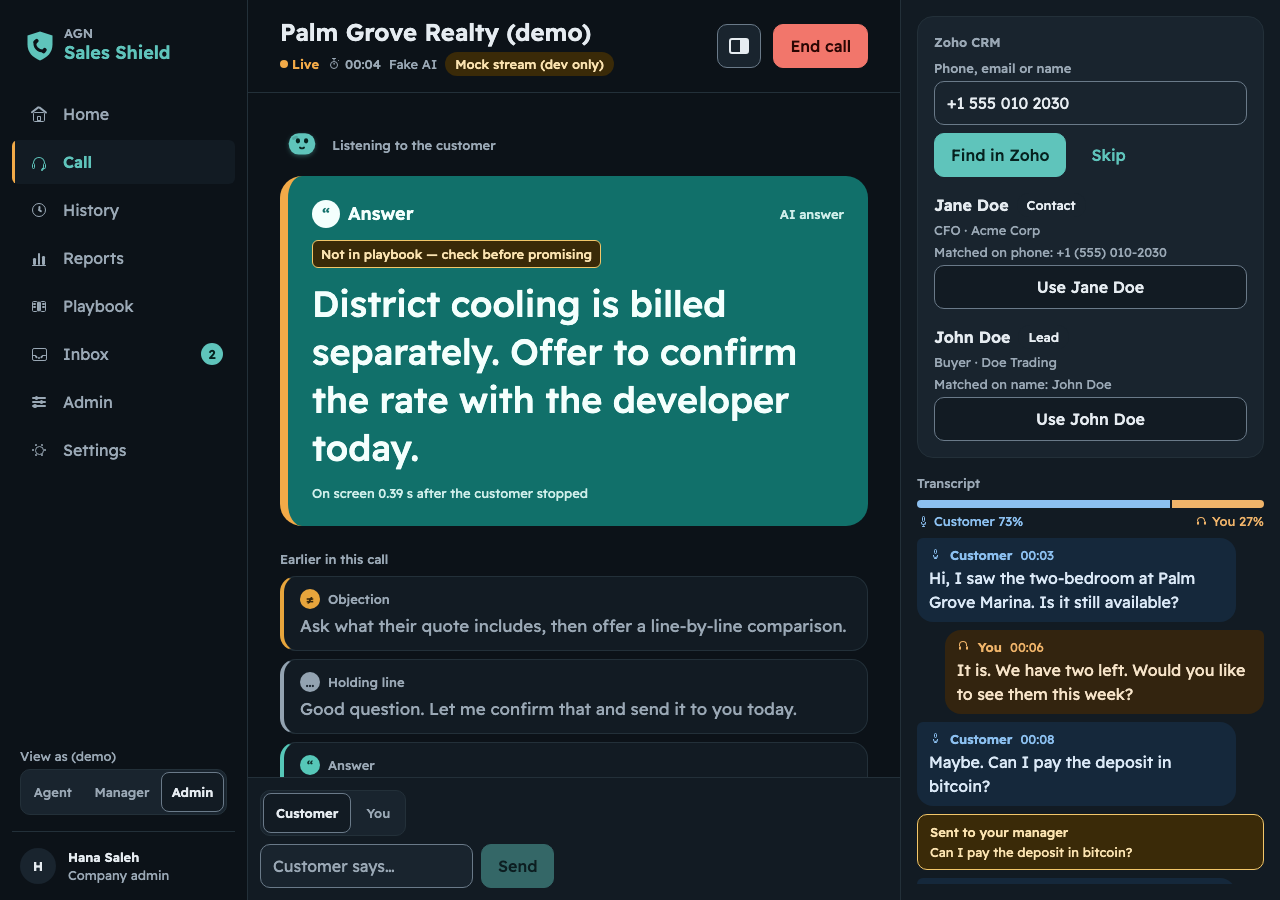 AGN
Sales Shield
Home
Call
History
Reports
Playbook
Inbox
2
Admin
Settings
View as (demo)
Agent
Manager
Admin
H
Hana Saleh
Company admin
Palm Grove Realty (demo)
Live
00:04
Fake AI
Mock stream (dev only)
End call
Listening to the customer
“
Answer
AI answer
Not in playbook — check before promising
District cooling is billed
separately. Offer to confirm
the rate with the developer
today.
On screen 0.39 s after the customer stopped
Earlier in this call
≠
Objection
Ask what their quote includes, then offer a line-by-line comparison.
…
Holding line
Good question. Let me confirm that and send it to you today.
“
Answer
Customer
You
Customer says…
Send
Zoho CRM
Phone, email or name
+1 555 010 2030
Find in Zoho
Skip
Jane Doe
Contact
CFO · Acme Corp
Matched on phone: +1 (555) 010-2030
Use Jane Doe
John Doe
Lead
Buyer · Doe Trading
Matched on name: John Doe
Use John Doe
Transcript
Customer 73%
You 27%
Customer 00:03
Hi, I saw the two-bedroom at Palm
Grove Marina. Is it still available?
You 00:06
It is. We have two left. Would you like
to see them this week?
Customer 00:08
Maybe. Can I pay the deposit in
bitcoin?
Sent to your manager
Can I pay the deposit in bitcoin?